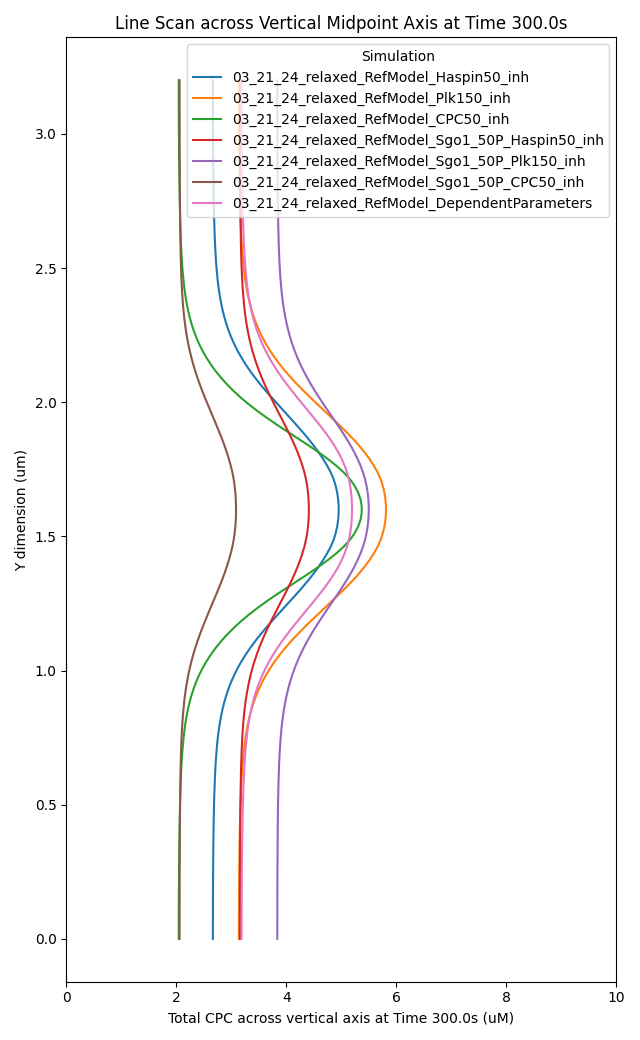 Line Scan across Vertical Midpoint Axis at Time 300.0s
Simulation
03_21_24_relaxed_RefModel_Haspin50_inh
03_21_24_relaxed_RefModel_Plk150_inh
03_21_24_relaxed_RefModel_CPC50_inh
03_21_24_relaxed_RefModel_Sgo1_50P_Haspin50_inh
03_21_24_relaxed_RefModel_Sgo1_50P_Plk150_inh
03_21_24_relaxed_RefModel_Sgo1_50P_CPC50_inh
03_21_24_relaxed_RefModel_DependentParameters
Y dimension (um)
3.0
2.5
2.0
1.5
1.0
0.5
0.0
0 2 4 6 8 10
Total CPC across vertical axis at Time 300.0s (uM)